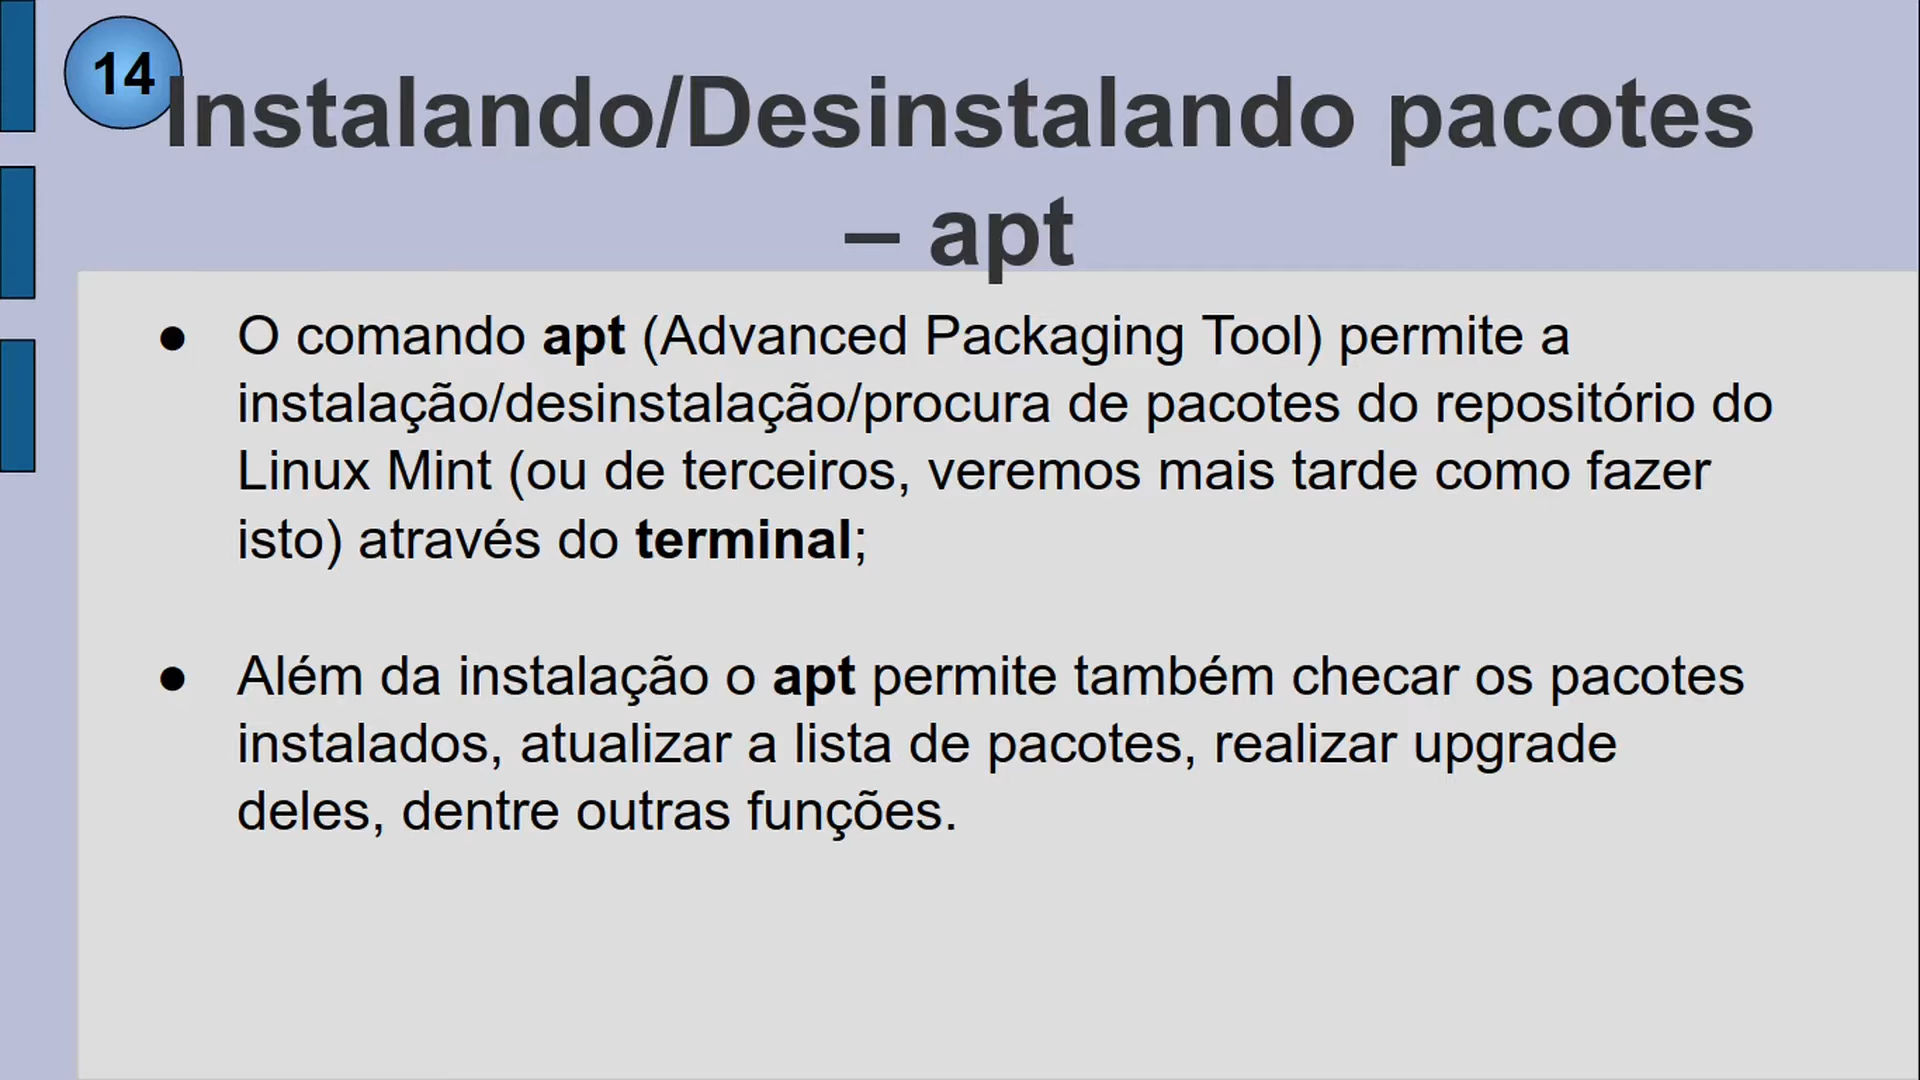 14
Instalando/Desinstalando pacotes
– apt
● O comando apt (Advanced Packaging Tool) permite a
instalação/desinstalação/procura de pacotes do repositório do
Linux Mint (ou de terceiros, veremos mais tarde como fazer
isto) através do terminal;
● Além da instalação o apt permite também checar os pacotes
instalados, atualizar a lista de pacotes, realizar upgrade
deles, dentre outras funções.